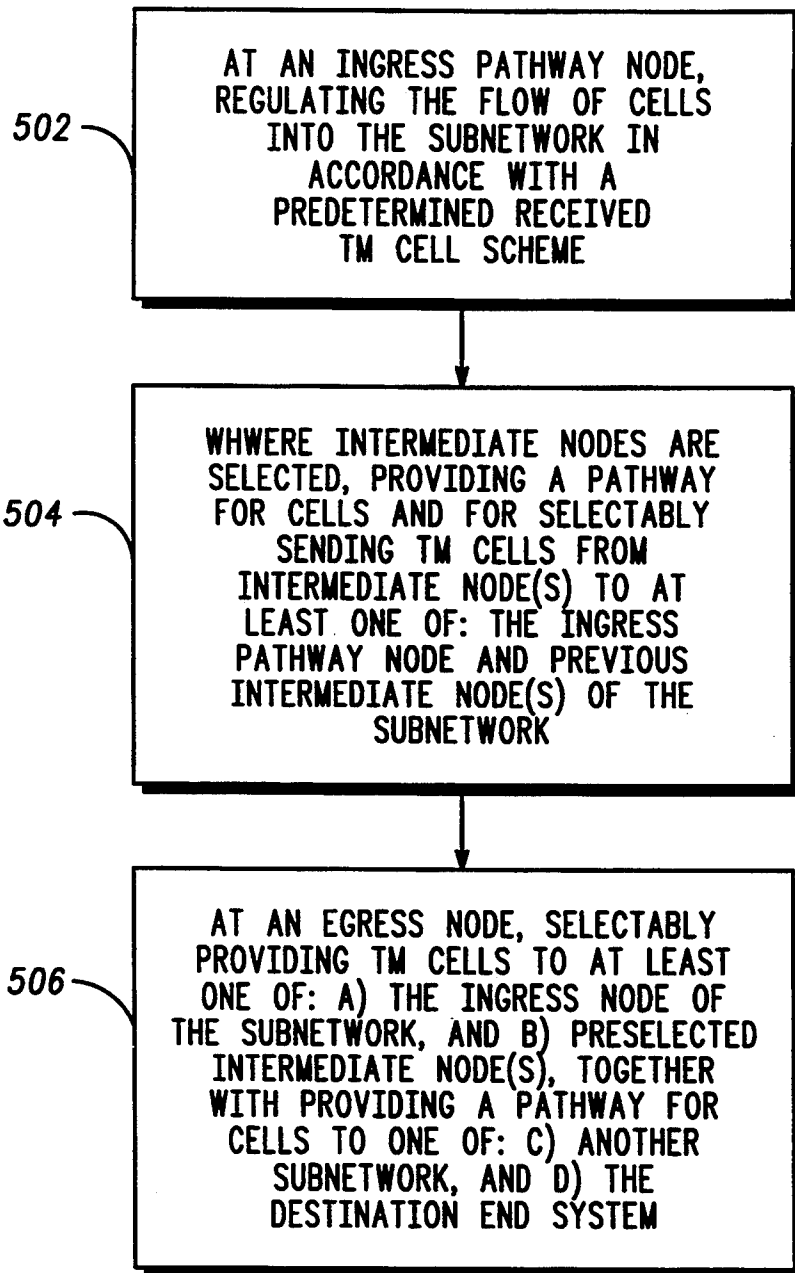 502
AT AN INGRESS PATHWAY NODE,
REGULATING THE FLOW OF CELLS
INTO THE SUBNETWORK IN
ACCORDANCE WITH A
PREDETERMINED RECEIVED
TM CELL SCHEME
504
WHWERE INTERMEDIATE NODES ARE
SELECTED, PROVIDING A PATHWAY
FOR CELLS AND FOR SELECTABLY
SENDING TM CELLS FROM
INTERMEDIATE NODE(S) TO AT
LEAST ONE OF: THE INGRESS
PATHWAY NODE AND PREVIOUS
INTERMEDIATE NODE(S) OF THE
SUBNETWORK
506
AT AN EGRESS NODE, SELECTABLY
PROVIDING TM CELLS TO AT LEAST
ONE OF: A) THE INGRESS NODE OF
THE SUBNETWORK, AND B) PRESELECTED
INTERMEDIATE NODE(S), TOGETHER
WITH PROVIDING A PATHWAY FOR
CELLS TO ONE OF: C) ANOTHER
SUBNETWORK, AND D) THE
DESTINATION END SYSTEM